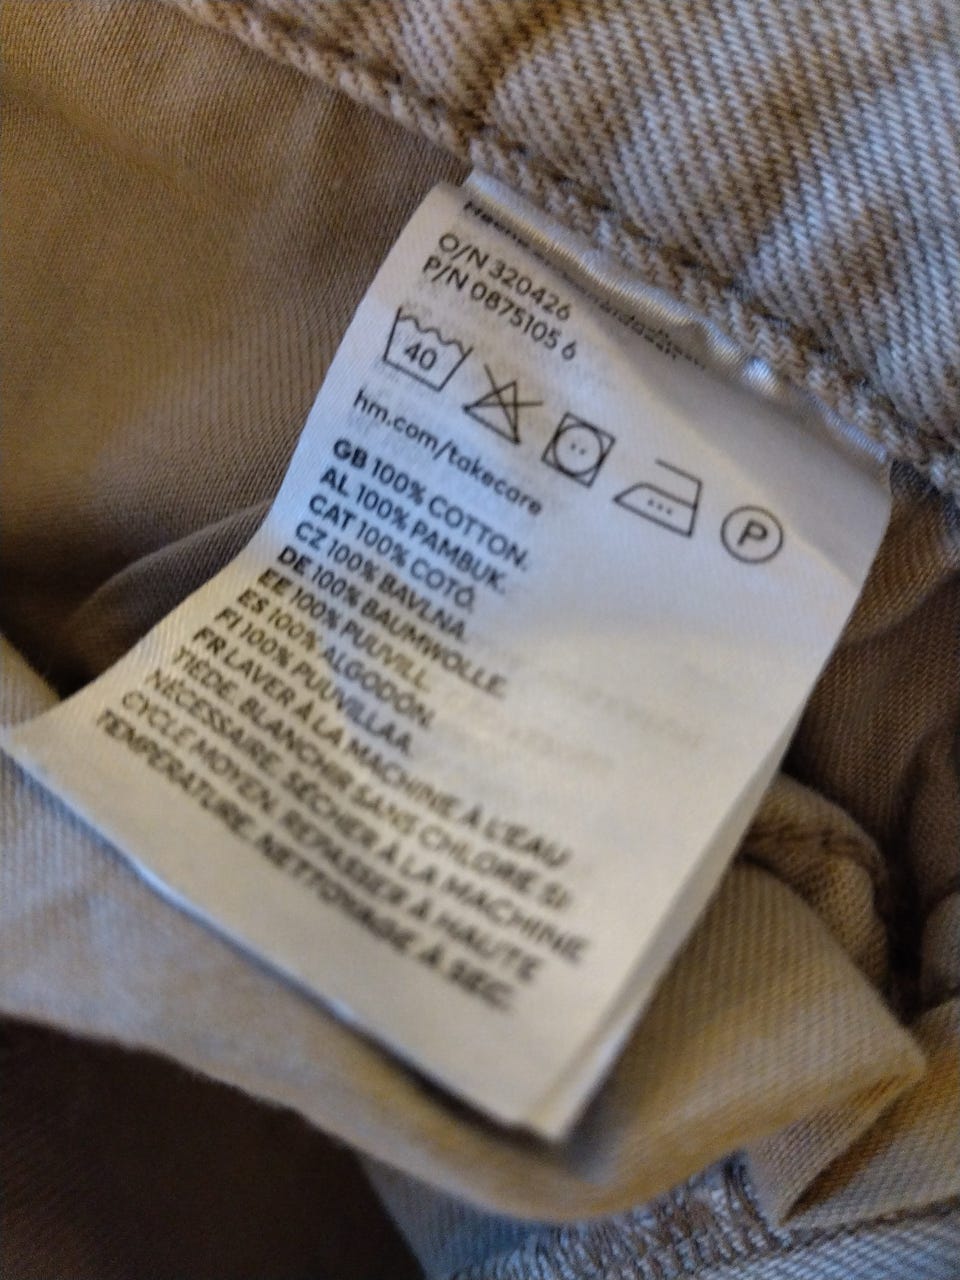 O/N 320426
P/N 0875105 6
40
P
hm.com/takecare
GB 100% COTTON.
AL 100% PAMBUK.
CAT 100% COTÓ.
CZ 100% BAVLNA.
DE 100% BAUMWOLLE.
EE 100% PUUVILL.
ES 100% ALGODÓN.
FI 100% PUUVILLAA.
FR LAVER À LA MACHINE À L'EAU
TIÈDE. BLANCHIR SANS CHLORE SI
NÉCESSAIRE. SÉCHER À LA MACHINE
CYCLE MOYEN. REPASSER À HAUTE
TEMPÉRATURE. NETTOYAGE À SEC.